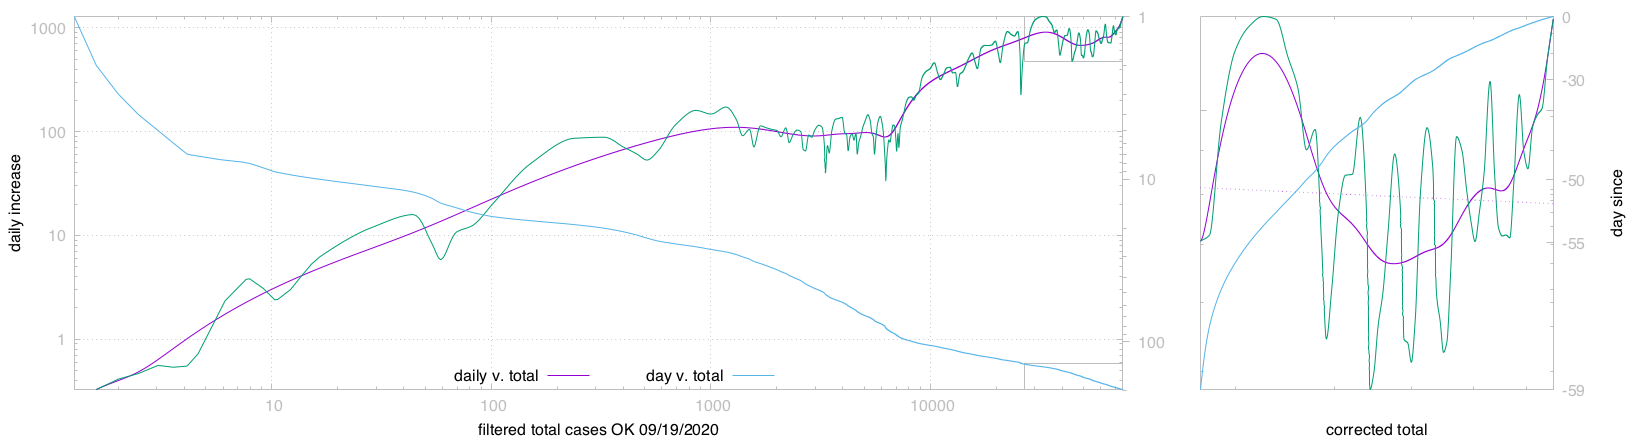 1000
100
10
1
daily increase
10
100
1000
10000
filtered total cases OK 09/19/2020
daily v. total
day v. total
1
10
100
0
-30
-50
-55
-59
day since
corrected total